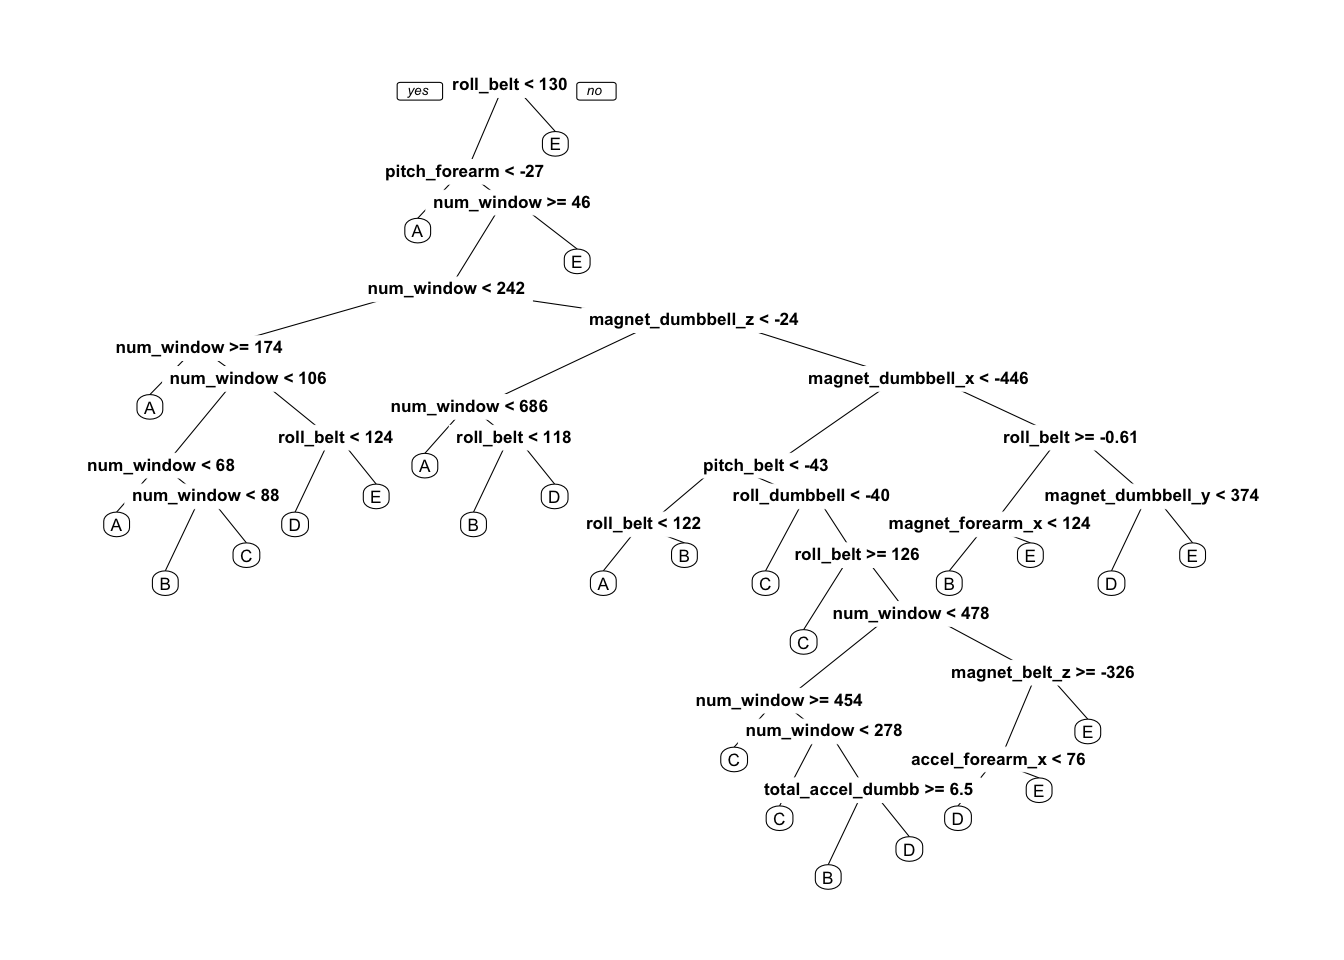 yes roll_belt < 130 no
E
pitch_forearm < -27
num_window >= 46
A
E
num_window < 242
magnet_dumbbell_z < -24
num_window >= 174
num_window < 106
magnet_dumbbell_x < -446
A
num_window < 686
roll_belt < 124
roll_belt < 118
roll_belt >= -0.61
num_window < 68
A
pitch_belt < -43
num_window < 88
E
D
roll_dumbbell < -40
magnet_dumbbell_y < 374
A
D
B
roll_belt < 122
magnet_forearm_x < 124
C
B
roll_belt >= 126
E
E
B
A
C
B
D
num_window < 478
C
magnet_belt_z >= -326
num_window >= 454
num_window < 278
E
C
accel_forearm_x < 76
total_accel_dumbb >= 6.5
E
C
D
D
B